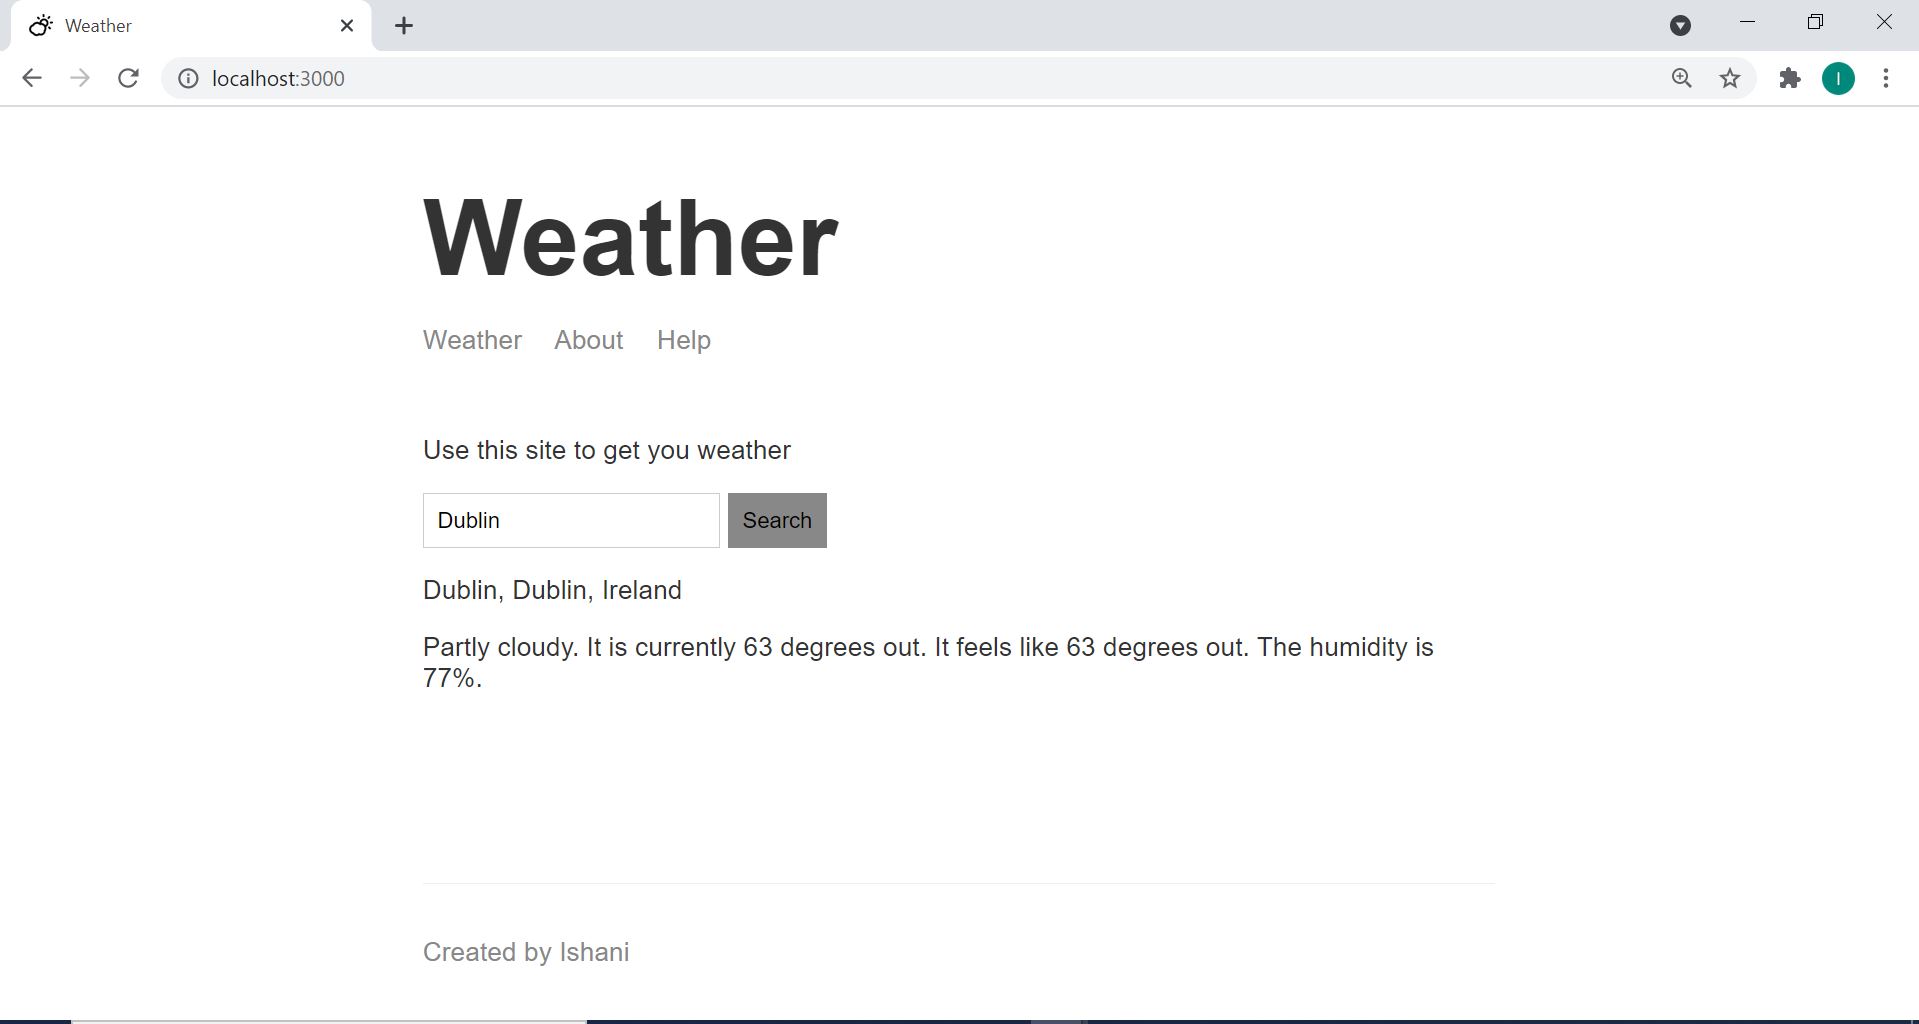 Weather
localhost:3000
I
Weather
Weather About Help
Use this site to get you weather
Dublin Search
Dublin, Dublin, Ireland
Partly cloudy. It is currently 63 degrees out. It feels like 63 degrees out. The humidity is
77%.
Created by Ishani